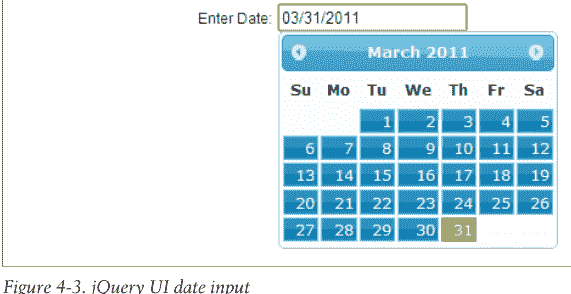 Enter Date: 03/31/2011
March 2011
Su Mo Tu We Th Fr Sa
1 2 3 4 5
6 7 8 9 10 11 12
13 14 15 16 17 18 19
20 21 22 23 24 25 26
27 28 29 30 31
Figure 4-3. jQuery UI date input